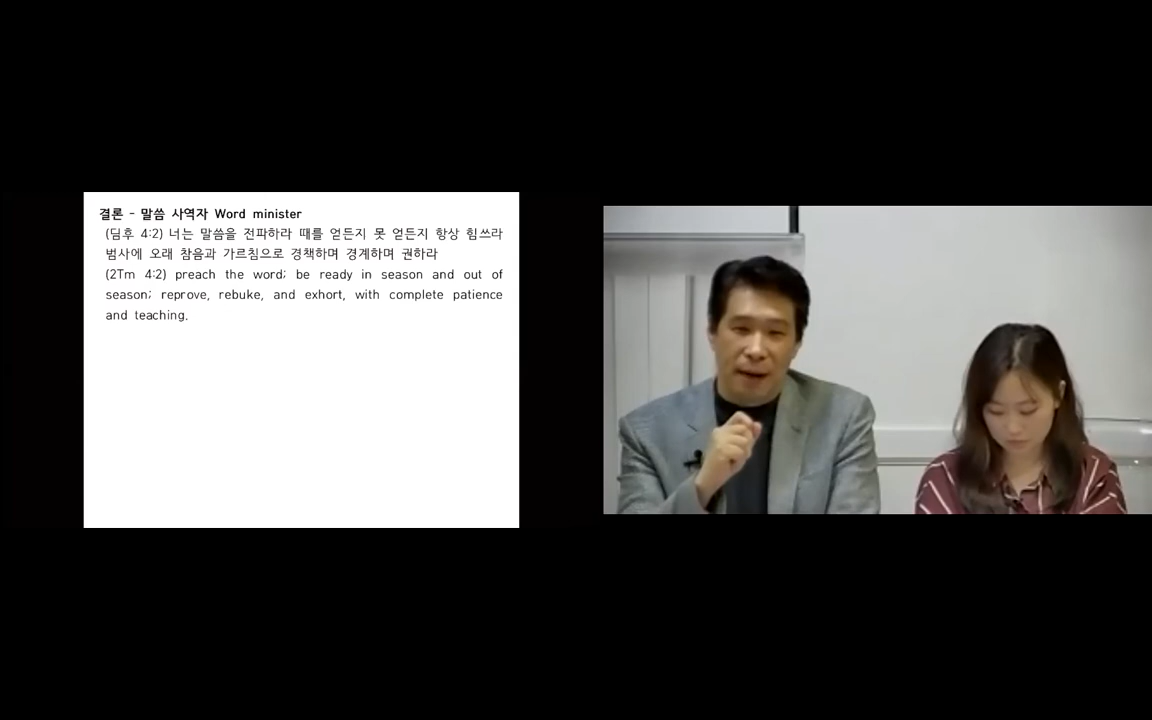 결론 - 말씀 사역자 Word minister
(딤후 4:2) 너는 말씀을 전파하라 때를 얻든지 못 얻든지 항상 힘쓰라
범사에 오래 참음과 가르침으로 경책하며 경계하며 권하라
(2Tm 4:2) preach the word; be ready in season and out of
season; reprove, rebuke, and exhort, with complete patience
and teaching.